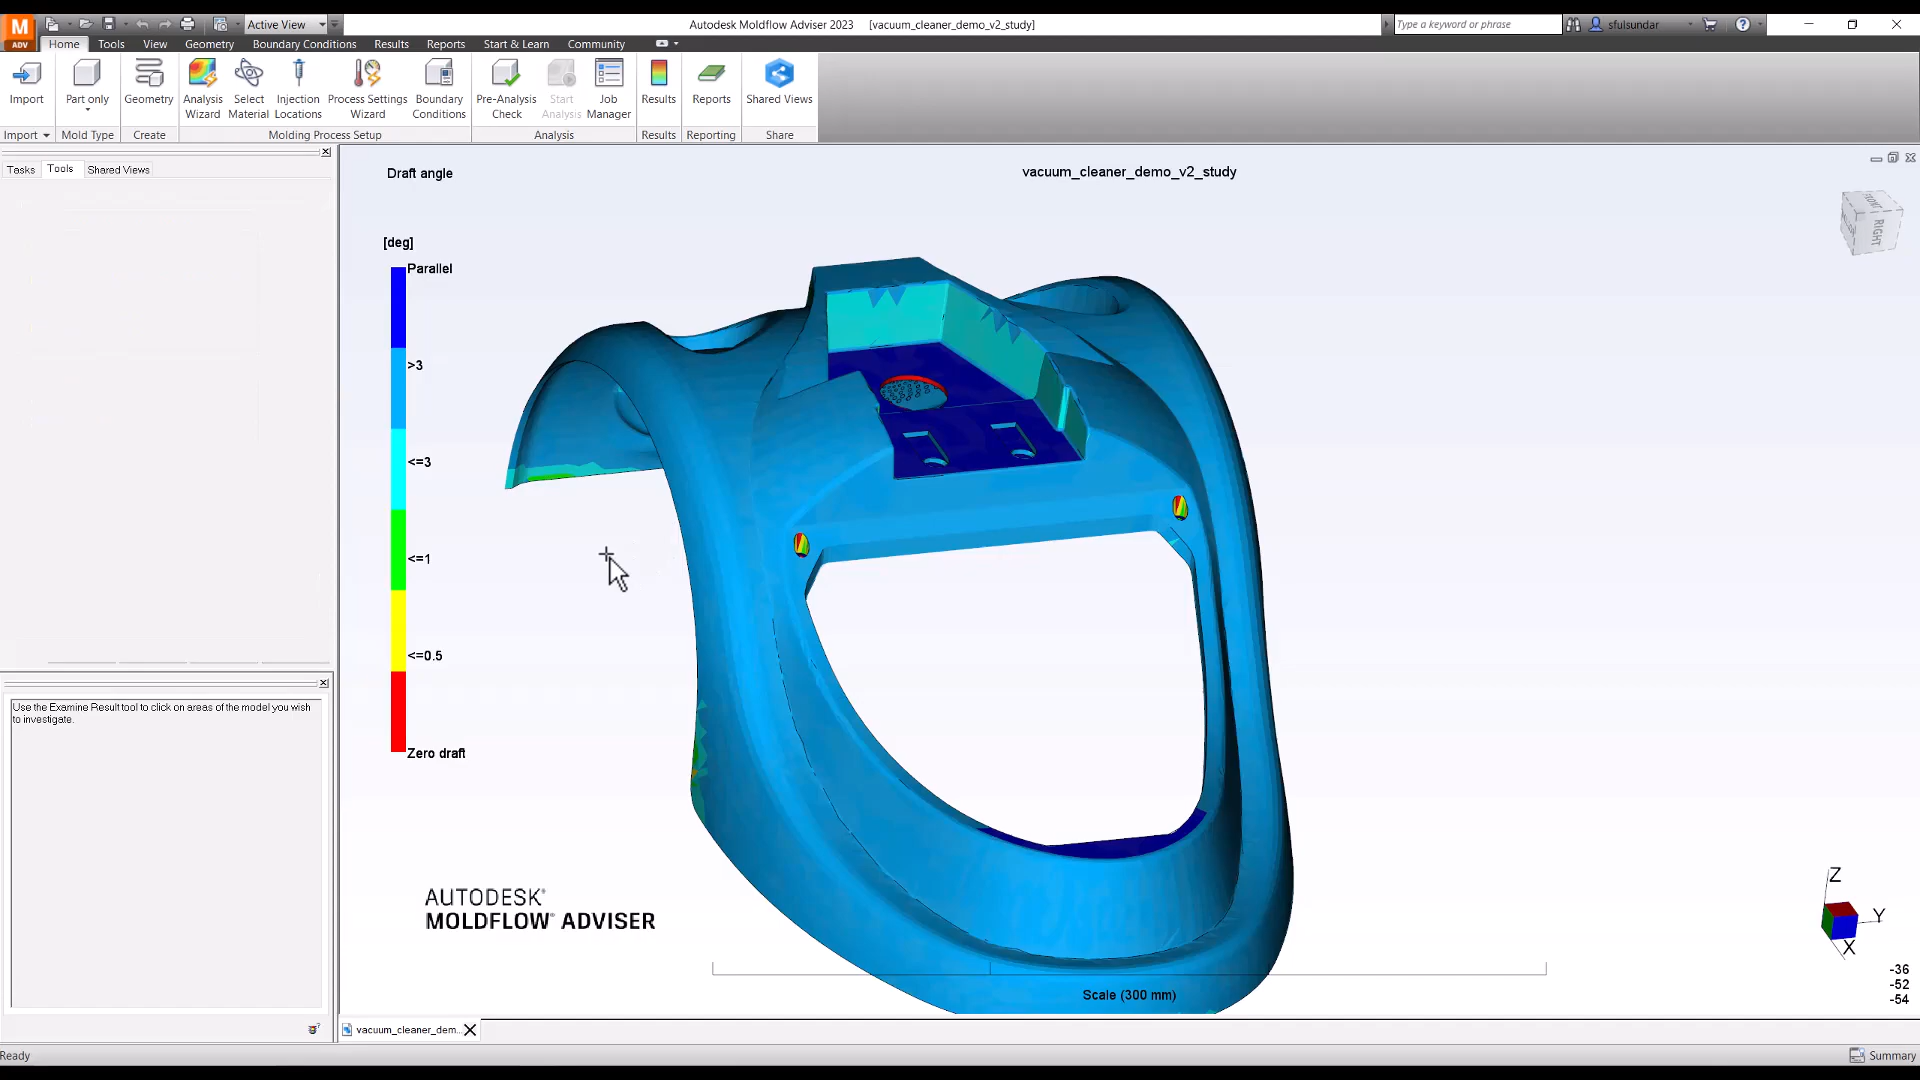 M
ADV
Active View
Autodesk Moldflow Adviser 2023 [vacuum_cleaner_demo_v2_study]
Type a keyword or phrase
sfulsundar
Home Tools View Geometry Boundary Conditions Results Reports Start & Learn Community
Import
Part only
Geometry
Analysis Wizard
Select Material
Injection Locations
Process Settings Wizard
Boundary Conditions
Pre-Analysis Check
Start Analysis
Job Manager
Results
Reports
Shared Views
Import Mold Type Create Molding Process Setup Analysis Results Reporting Share
Tasks Tools Shared Views
Draft angle
vacuum_cleaner_demo_v2_study
RIGHT
[deg]
Parallel
>3
<=3
<=1
<=0.5
Zero draft
Use the Examine Result tool to click on areas of the model you wish
to investigate.
AUTODESK®
MOLDFLOW® ADVISER
Scale (300 mm)
Z
Y
X
-36
-52
-54
vacuum_cleaner_dem...
Ready
Summary